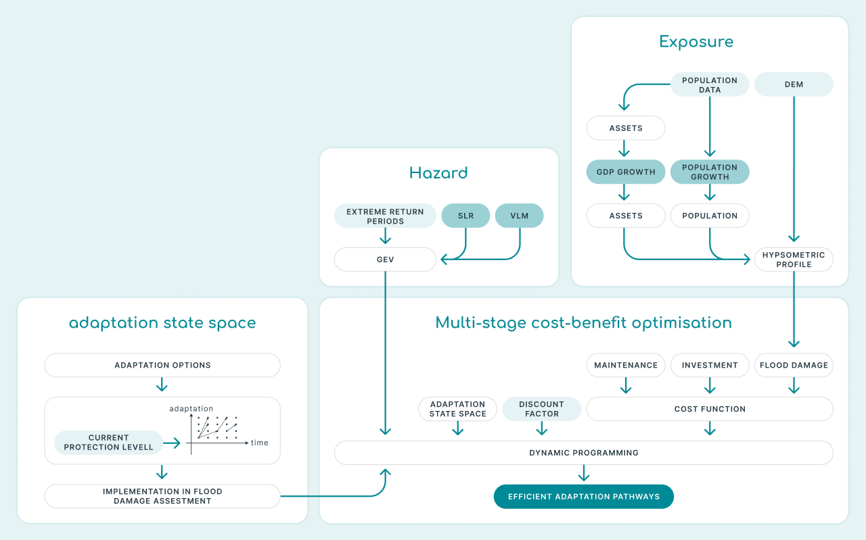 Exposure
POPULATION
DATA
DEM
ASSETS
GDP GROWTH
POPULATION
GROWTH
ASSETS
POPULATION
HYPSOMETRIC
PROFILE
Hazard
EXTREME RETURN
PERIODS
SLR
VLM
GEV
adaptation state space
ADAPTATION OPTIONS
adaptation
time
CURRENT
PROTECTION LEVELL
IMPLEMENTATION IN FLOOD
DAMAGE ASSESTMENT
Multi-stage cost-benefit optimisation
MAINTENANCE
INVESTMENT
FLOOD DAMAGE
ADAPTATION
STATE SPACE
DISCOUNT
FACTOR
COST FUNCTION
DYNAMIC PROGRAMMING
EFFICIENT ADAPTATION PATHWAYS